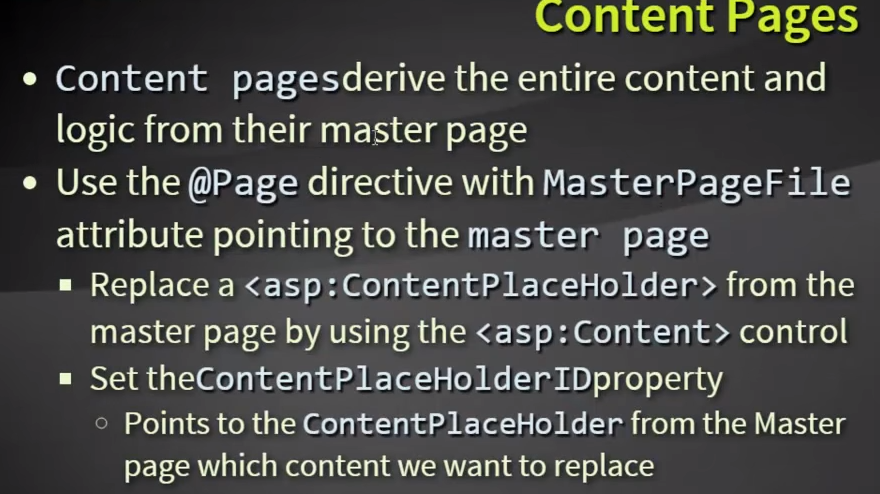 Content Pages
Content pagesderive the entire content and
logic from their master page
Use the @Page directive with MasterPageFile
attribute pointing to the master page
Replace a <asp:ContentPlaceHolder> from the
master page by using the <asp:Content> control
Set theContentPlaceHolderIDproperty
Points to the ContentPlaceHolder from the Master
page which content we want to replace